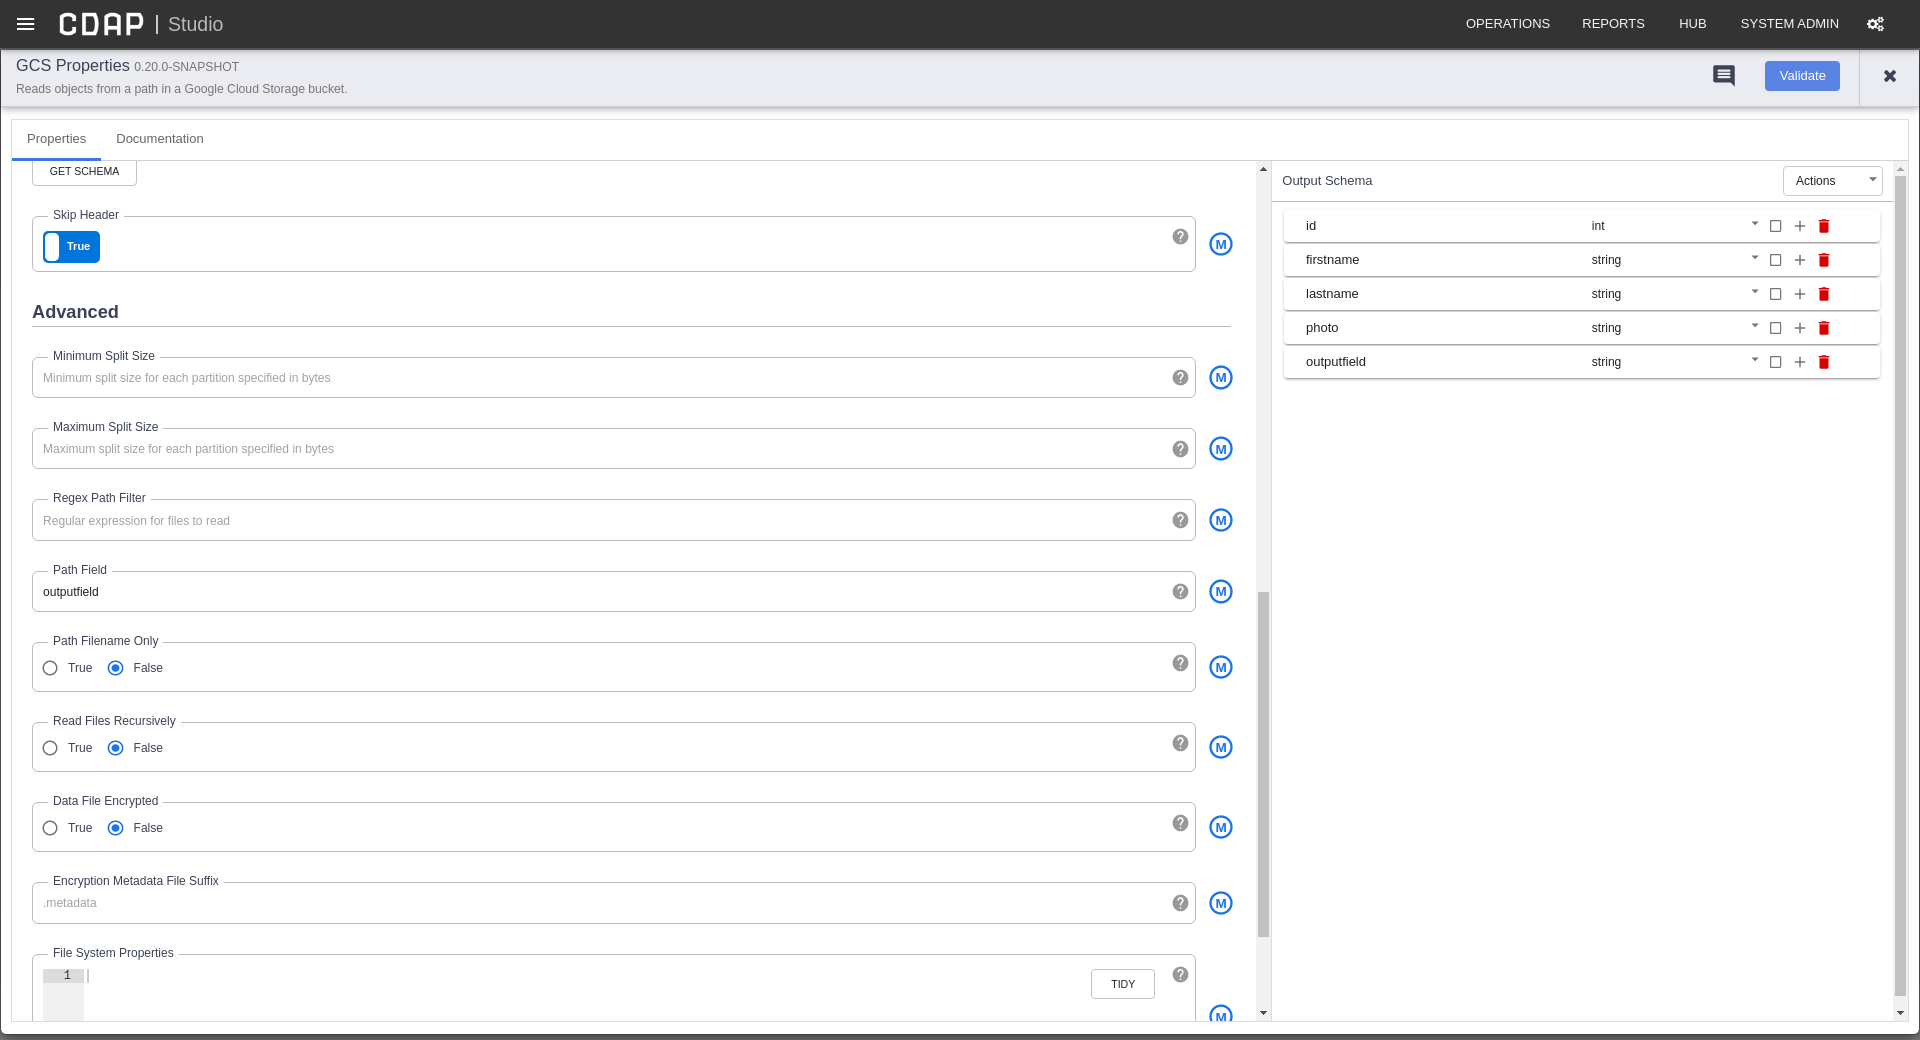 CDAP | Studio
OPERATIONS REPORTS HUB SYSTEM ADMIN
GCS Properties 0.20.0-SNAPSHOT
Reads objects from a path in a Google Cloud Storage bucket.
Validate
Properties Documentation
GET SCHEMA
Skip Header
True
M
Advanced
Minimum Split Size
Minimum split size for each partition specified in bytes
M
Maximum Split Size
Maximum split size for each partition specified in bytes
M
Regex Path Filter
Regular expression for files to read
M
Path Field
outputfield
M
Path Filename Only
True False
M
Read Files Recursively
True False
M
Data File Encrypted
True False
M
Encryption Metadata File Suffix
.metadata
M
File System Properties
1
TIDY
M
Output Schema
Actions
id int
firstname string
lastname string
photo string
outputfield string